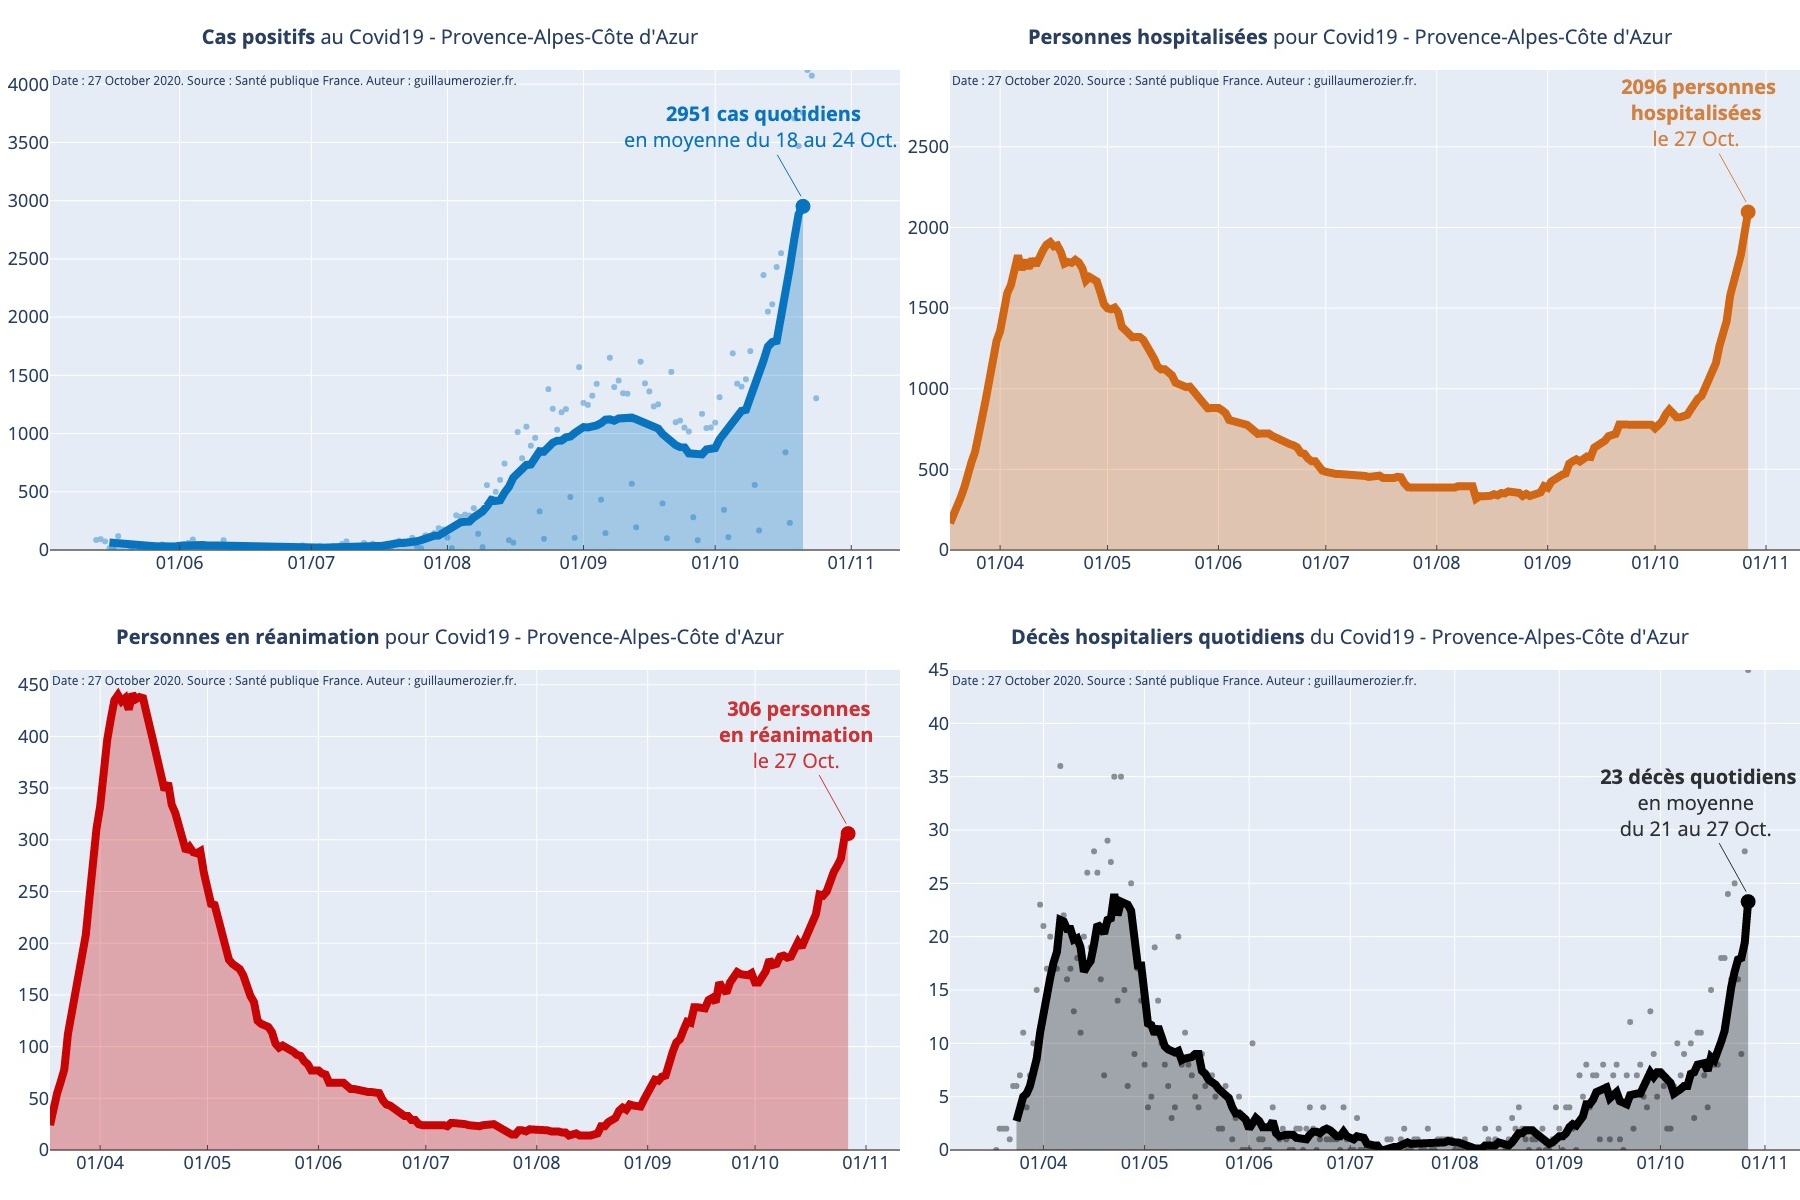 Cas positifs au Covid19 - Provence-Alpes-Côte d'Azur
Date : 27 October 2020. Source : Santé publique France. Auteur : guillaumerozier.fr.
2951 cas quotidiens
en moyenne du 18 au 24 Oct.
4000
3500
3000
2500
2000
1500
1000
500
0
01/06 01/07 01/08 01/09 01/10 01/11
Personnes hospitalisées pour Covid19 - Provence-Alpes-Côte d'Azur
Date : 27 October 2020. Source : Santé publique France. Auteur : guillaumerozier.fr.
2096 personnes
hospitalisées
le 27 Oct.
2500
2000
1500
1000
500
0
01/04 01/05 01/06 01/07 01/08 01/09 01/10 01/11
Personnes en réanimation pour Covid19 - Provence-Alpes-Côte d'Azur
Date : 27 October 2020. Source : Santé publique France. Auteur : guillaumerozier.fr.
306 personnes
en réanimation
le 27 Oct.
450
400
350
300
250
200
150
100
50
0
01/04 01/05 01/06 01/07 01/08 01/09 01/10 01/11
Décès hospitaliers quotidiens du Covid19 - Provence-Alpes-Côte d'Azur
Date : 27 October 2020. Source : Santé publique France. Auteur : guillaumerozier.fr.
23 décès quotidiens
en moyenne
du 21 au 27 Oct.
45
40
35
30
25
20
15
10
5
0
01/04 01/05 01/06 01/07 01/08 01/09 01/10 01/11